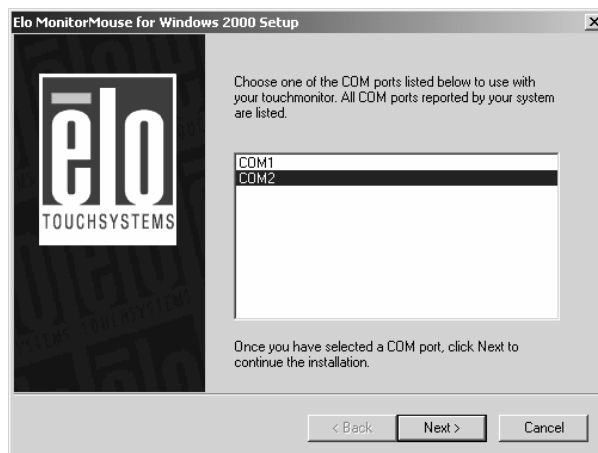 Elo MonitorMouse for Windows 2000 Setup
ēlo
TOUCHSYSTEMS
Choose one of the COM ports listed below to use with
your touchmonitor. All COM ports reported by your system
are listed.
COM1
COM2
Once you have selected a COM port, click Next to
continue the installation.
< Back
Next >
Cancel